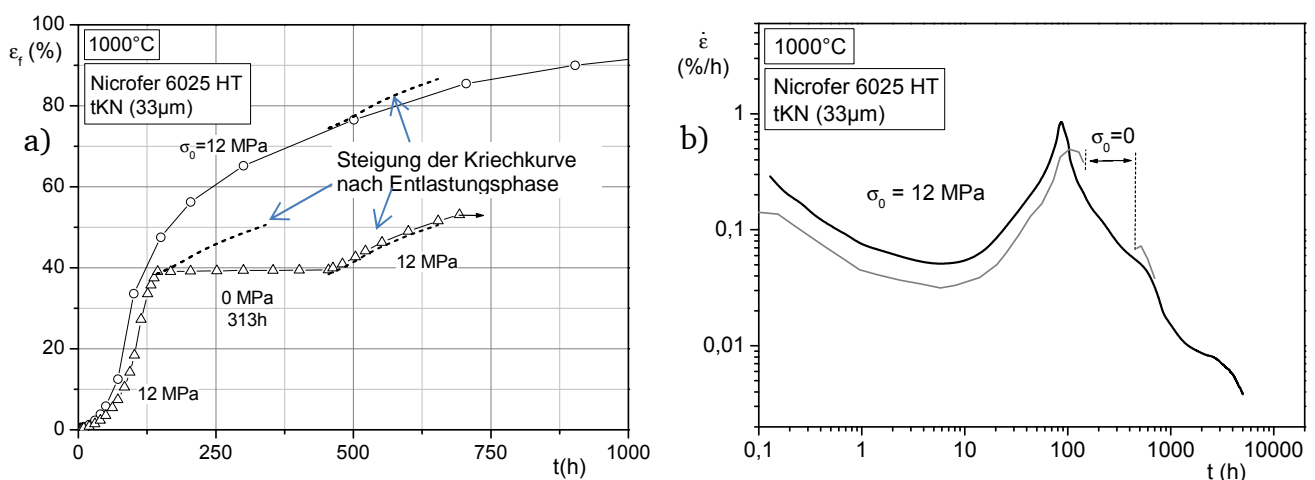 a)
ε_f (%)
100
80
60
40
20
0
1000°C
Nicrofer 6025 HT
tKN (33µm)
σ₀=12 MPa
Steigung der Kriechkurve
nach Entlastungsphase
12 MPa
0 MPa
313h
12 MPa
0
250
500
750
1000
t(h)
b)
ε̇
(%/h)
1
0,1
0,01
1000°C
Nicrofer 6025 HT
tKN (33µm)
σ₀=0
σ₀ = 12 MPa
0,1
1
10
100
1000
10000
t (h)